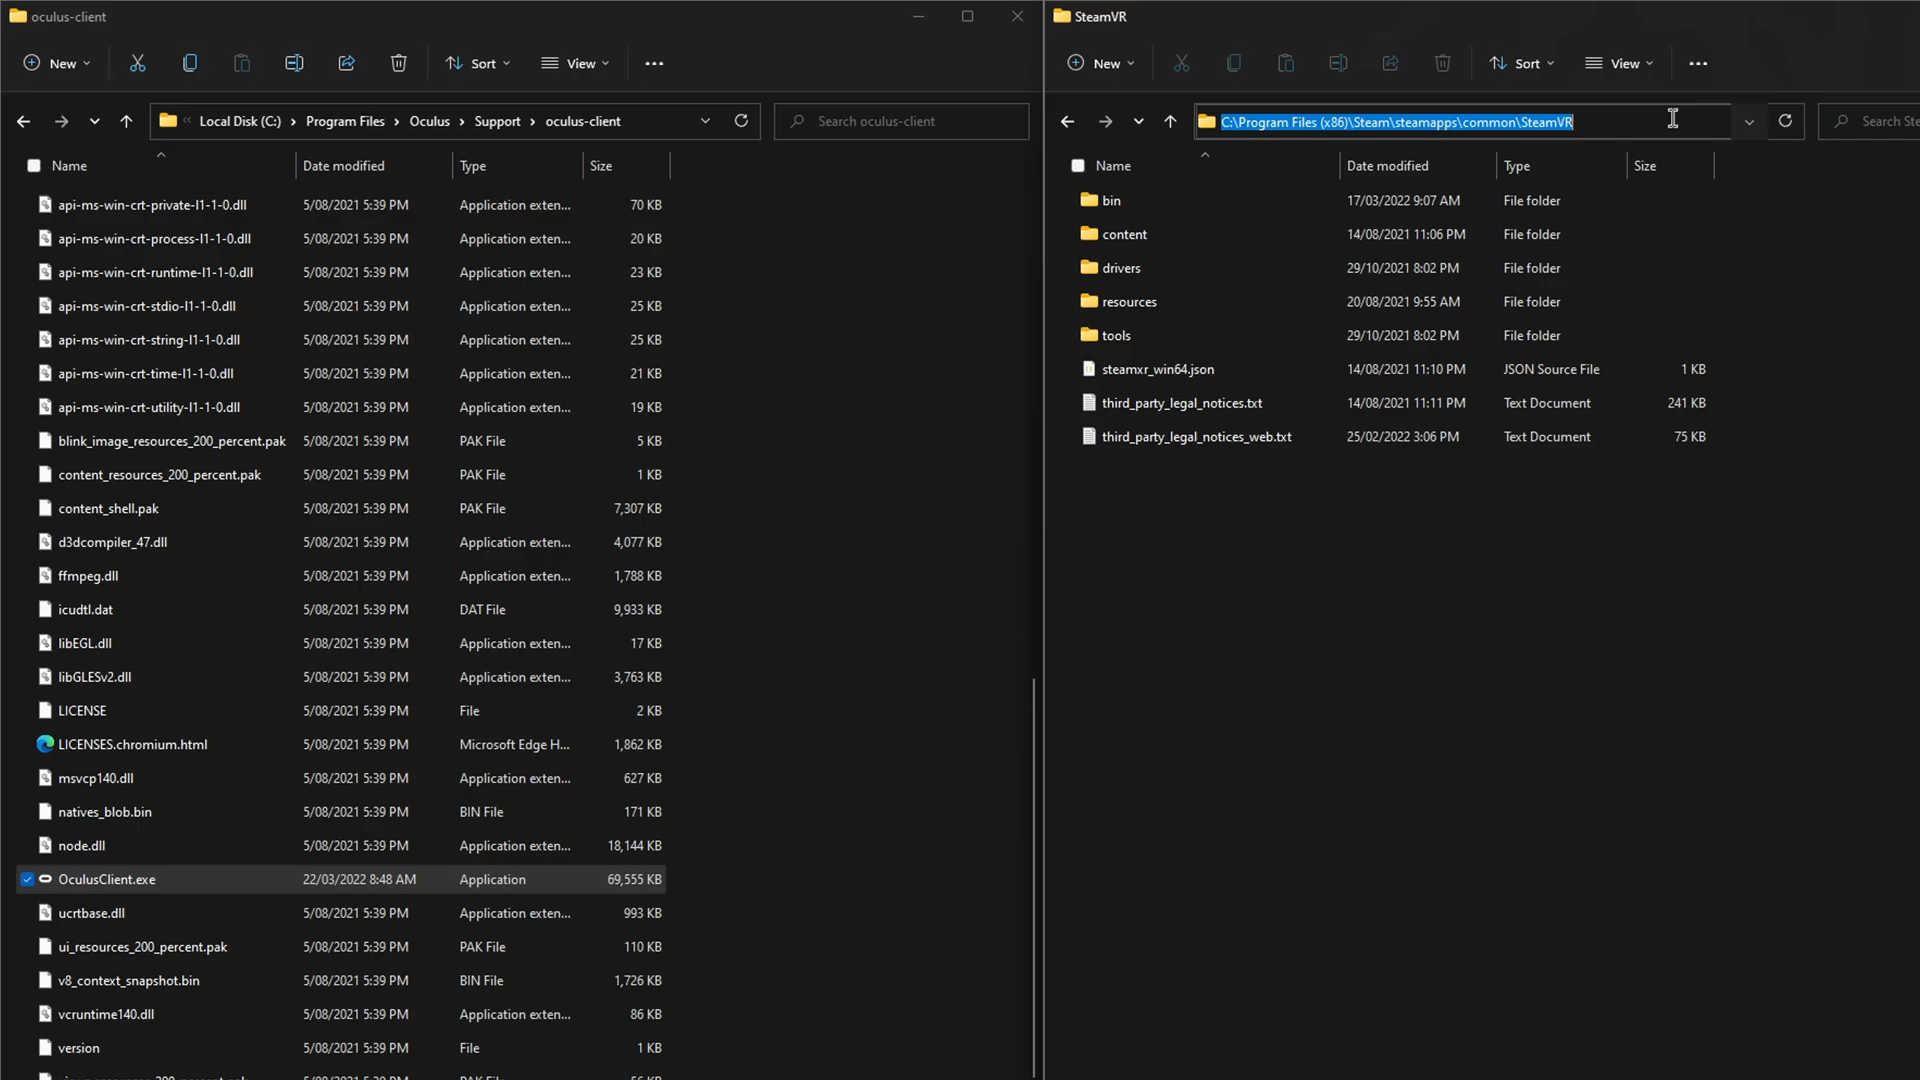 oculus-client
New
Sort
View
Local Disk (C:) > Program Files > Oculus > Support > oculus-client
Search oculus-client
Name Date modified Type Size
api-ms-win-crt-private-l1-1-0.dll 5/08/2021 5:39 PM Application exten... 70 KB
api-ms-win-crt-process-l1-1-0.dll 5/08/2021 5:39 PM Application exten... 20 KB
api-ms-win-crt-runtime-l1-1-0.dll 5/08/2021 5:39 PM Application exten... 23 KB
api-ms-win-crt-stdio-l1-1-0.dll 5/08/2021 5:39 PM Application exten... 25 KB
api-ms-win-crt-string-l1-1-0.dll 5/08/2021 5:39 PM Application exten... 25 KB
api-ms-win-crt-time-l1-1-0.dll 5/08/2021 5:39 PM Application exten... 21 KB
api-ms-win-crt-utility-l1-1-0.dll 5/08/2021 5:39 PM Application exten... 19 KB
blink_image_resources_200_percent.pak 5/08/2021 5:39 PM PAK File 5 KB
content_resources_200_percent.pak 5/08/2021 5:39 PM PAK File 1 KB
content_shell.pak 5/08/2021 5:39 PM PAK File 7,307 KB
d3dcompiler_47.dll 5/08/2021 5:39 PM Application exten... 4,077 KB
ffmpeg.dll 5/08/2021 5:39 PM Application exten... 1,788 KB
icudtl.dat 5/08/2021 5:39 PM DAT File 9,933 KB
libEGL.dll 5/08/2021 5:39 PM Application exten... 17 KB
libGLESv2.dll 5/08/2021 5:39 PM Application exten... 3,763 KB
LICENSE 5/08/2021 5:39 PM File 2 KB
LICENSES.chromium.html 5/08/2021 5:39 PM Microsoft Edge H... 1,862 KB
msvcp140.dll 5/08/2021 5:39 PM Application exten... 627 KB
natives_blob.bin 5/08/2021 5:39 PM BIN File 171 KB
node.dll 5/08/2021 5:39 PM Application exten... 18,144 KB
OculusClient.exe 22/03/2022 8:48 AM Application 69,555 KB
ucrtbase.dll 5/08/2021 5:39 PM Application exten... 993 KB
ui_resources_200_percent.pak 5/08/2021 5:39 PM PAK File 110 KB
v8_context_snapshot.bin 5/08/2021 5:39 PM BIN File 1,726 KB
vcruntime140.dll 5/08/2021 5:39 PM Application exten... 86 KB
version 5/08/2021 5:39 PM File 1 KB
SteamVR
New
Sort
View
C:\Program Files (x86)\Steam\steamapps\common\SteamVR
Search Ste
Name Date modified Type Size
bin 17/03/2022 9:07 AM File folder
content 14/08/2021 11:06 PM File folder
drivers 29/10/2021 8:02 PM File folder
resources 20/08/2021 9:55 AM File folder
tools 29/10/2021 8:02 PM File folder
steamxr_win64.json 14/08/2021 11:10 PM JSON Source File 1 KB
third_party_legal_notices.txt 14/08/2021 11:11 PM Text Document 241 KB
third_party_legal_notices_web.txt 25/02/2022 3:06 PM Text Document 75 KB